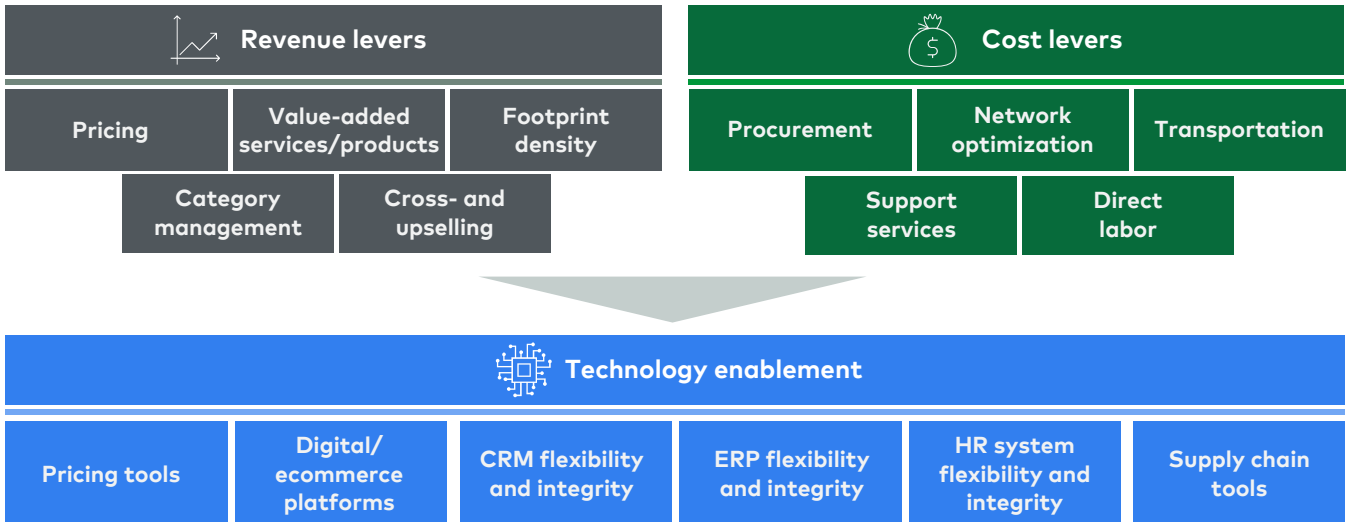 Revenue levers
Cost levers
Pricing
Value-added
services/products
Footprint
density
Procurement
Network
optimization
Transportation
Category
management
Cross- and
upselling
Support
services
Direct
labor
Technology enablement
Pricing tools
Digital/
ecommerce
platforms
CRM flexibility
and integrity
ERP flexibility
and integrity
HR system
flexibility and
integrity
Supply chain
tools